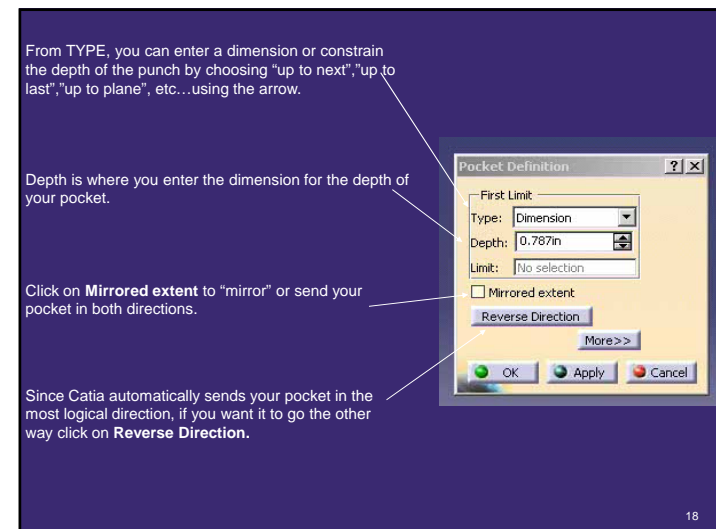 From TYPE, you can enter a dimension or constrain
the depth of the punch by choosing “up to next”,”up to
last”,”up to plane”, etc…using the arrow.
Depth is where you enter the dimension for the depth of
your pocket.
Click on Mirrored extent to “mirror” or send your
pocket in both directions.
Since Catia automatically sends your pocket in the
most logical direction, if you want it to go the other
way click on Reverse Direction.
Pocket Definition ? ×
First Limit
Type: Dimension
Depth: 0.787in
Limit: No selection
Mirrored extent
Reverse Direction
More>>
OK Apply Cancel
18